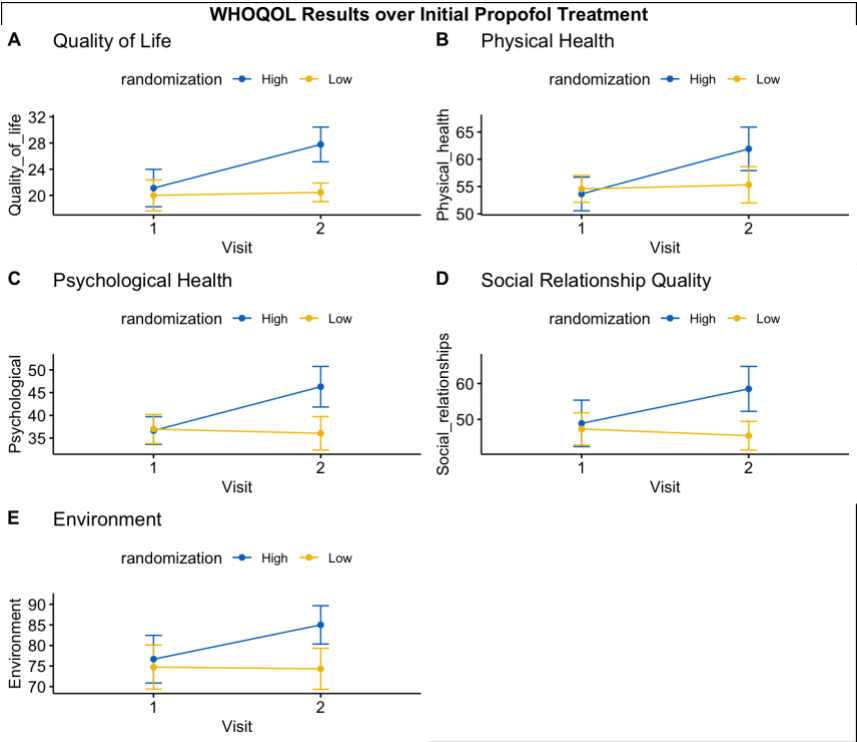 WHOQOL Results over Initial Propofol Treatment
A Quality of Life
randomization High Low
Quality_of_life
32
28
24
20
1 2
Visit
B Physical Health
randomization High Low
Physical_health
65
60
55
50
1 2
Visit
C Psychological Health
randomization High Low
Psychological
50
45
40
35
1 2
Visit
D Social Relationship Quality
randomization High Low
Social_relationships
60
50
1 2
Visit
E Environment
randomization High Low
Environment
90
85
80
75
70
1 2
Visit